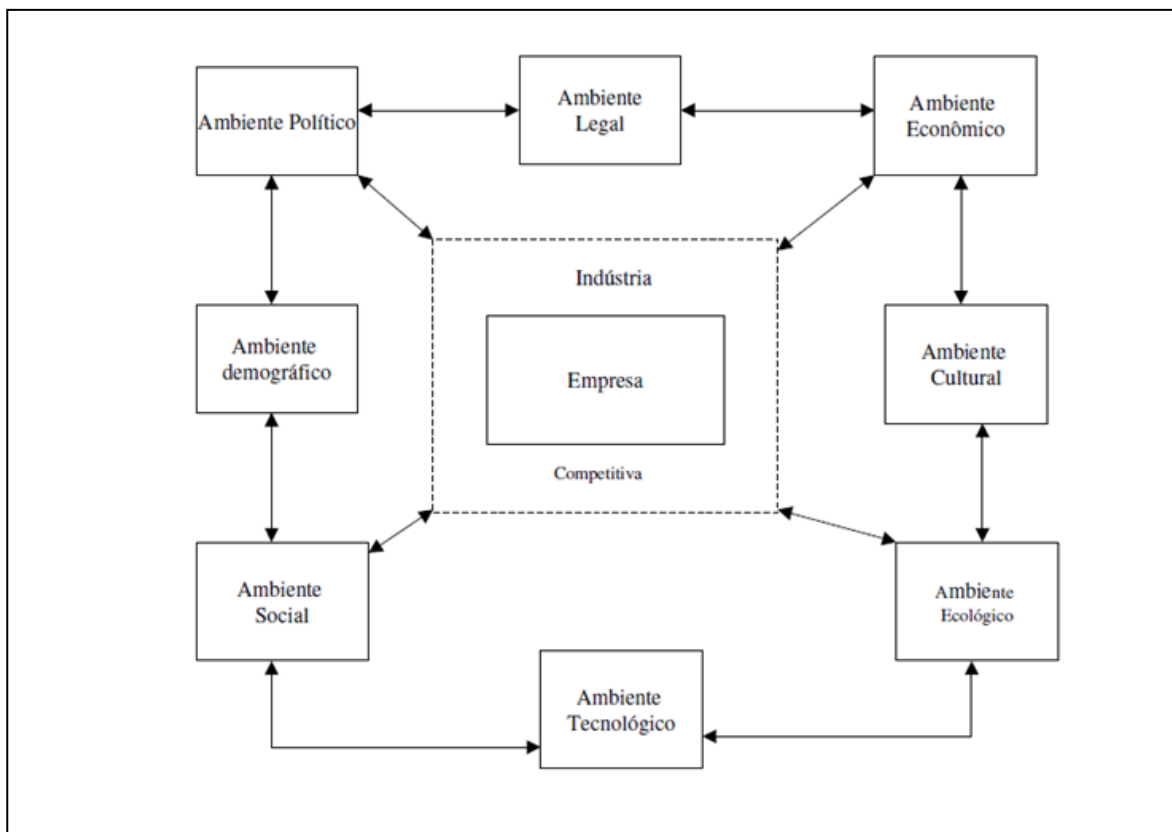 Ambiente Político
Ambiente
Legal
Ambiente
Econômico
Indústria
Empresa
Competitiva
Ambiente
demográfico
Ambiente
Cultural
Ambiente
Social
Ambiente
Ecológico
Ambiente
Tecnológico